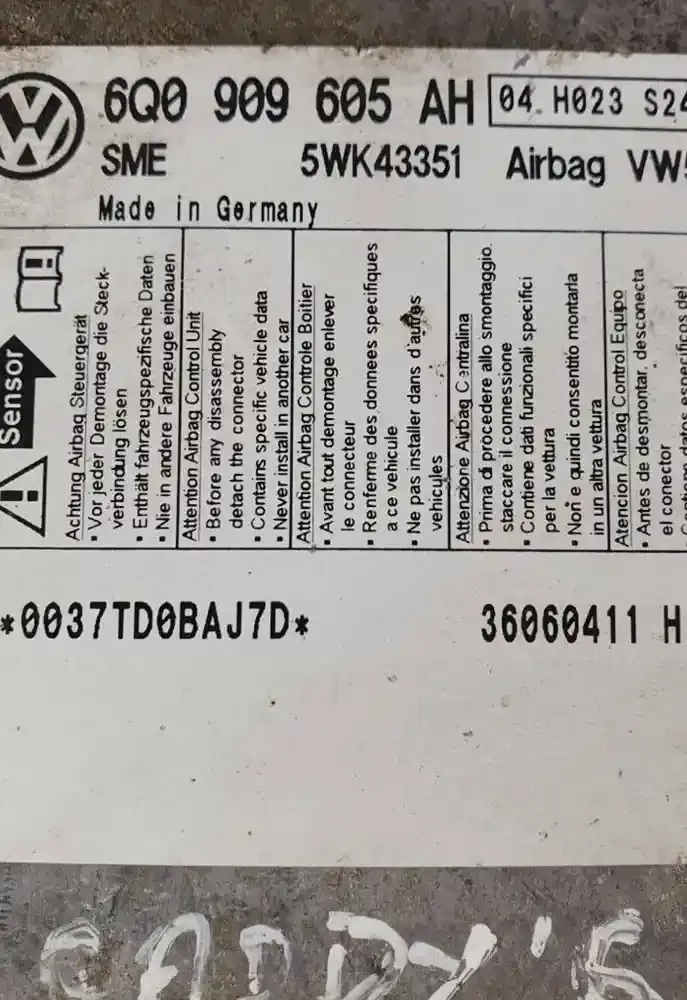 6Q0 909 605 AH
04. H023 S24
SME 5WK43351 Airbag VW5
Made in Germany
Sensor
Achtung Airbag Steuergerät
• Vor jeder Demontage die Steck-
verbindung lösen
• Enthält fahrzeugspezifische Daten
• Nie in andere Fahrzeuge einbauen
Attention Airbag Control Unit
• Before any disassembly
detach the connector
• Contains specific vehicle data
• Never install in another car
Attention Airbag Controle Boitier
• Avant tout demontage enlever
le connecteur
• Renferme des donnees specifiques
a ce vehicule
• Ne pas installer dans d'autres
vehicules
Attenzione Airbag Centralina
• Prima di procedere allo smontaggio.
staccare il connessione
• Contiene dati funzionali specifici
per la vettura
• Non e quindi consentito montarla
in un altra vettura
Atencion Airbag Control Equipo
• Antes de desmontar, desconecta
el conector
datos especificos del
*0037TD0BAJ7D* 36060411 H